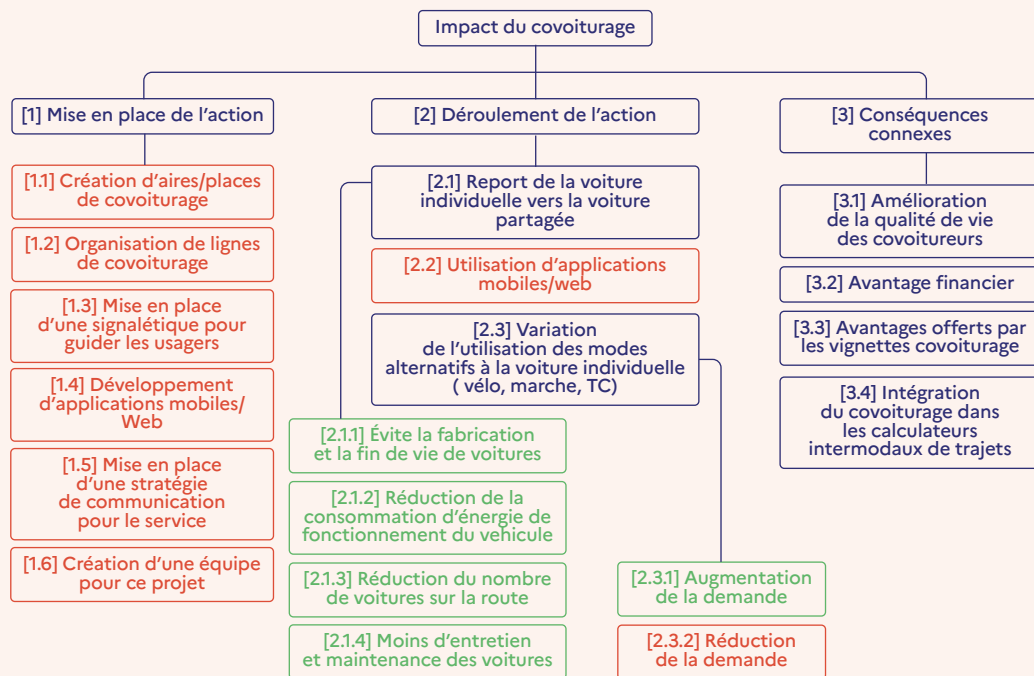 Impact du covoiturage
[1] Mise en place de l’action
[1.1] Création d’aires/places
de covoiturage
[1.2] Organisation de lignes
de covoiturage
[1.3] Mise en place
d’une signalétique pour
guider les usagers
[1.4] Développement
d’applications mobiles/
Web
[1.5] Mise en place
d’une stratégie
de communication
pour le service
[1.6] Création d’une équipe
pour ce projet
[2] Déroulement de l’action
[2.1] Report de la voiture
individuelle vers la voiture
partagée
[2.2] Utilisation d’applications
mobiles/web
[2.3] Variation
de l’utilisation des modes
alternatifs à la voiture individuelle
( vélo, marche, TC)
[2.1.1] Évite la fabrication
et la fin de vie de voitures
[2.1.2] Réduction de la
consommation d’énergie de
fonctionnement du vehicule
[2.1.3] Réduction du nombre
de voitures sur la route
[2.1.4] Moins d’entretien
et maintenance des voitures
[2.3.1] Augmentation
de la demande
[2.3.2] Réduction
de la demande
[3] Conséquences
connexes
[3.1] Amélioration
de la qualité de vie
des covoitureurs
[3.2] Avantage financier
[3.3] Avantages offerts par
les vignettes covoiturage
[3.4] Intégration
du covoiturage dans
les calculateurs
intermodaux de trajets